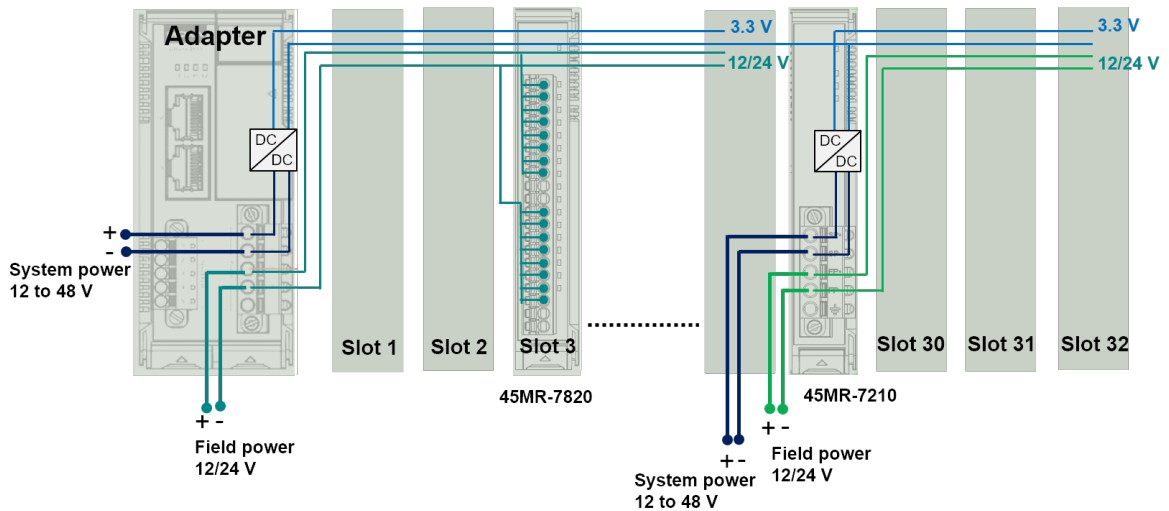 Adapter
3.3 V
12/24 V
3.3 V
12/24 V
DC
DC
DC
DC
+
-
System power
12 to 48 V
Slot 1
Slot 2
Slot 3
Slot 30
Slot 31
Slot 32
45MR-7820
45MR-7210
+ -
Field power
12/24 V
+ -
Field power
12/24 V
+ -
System power
12 to 48 V